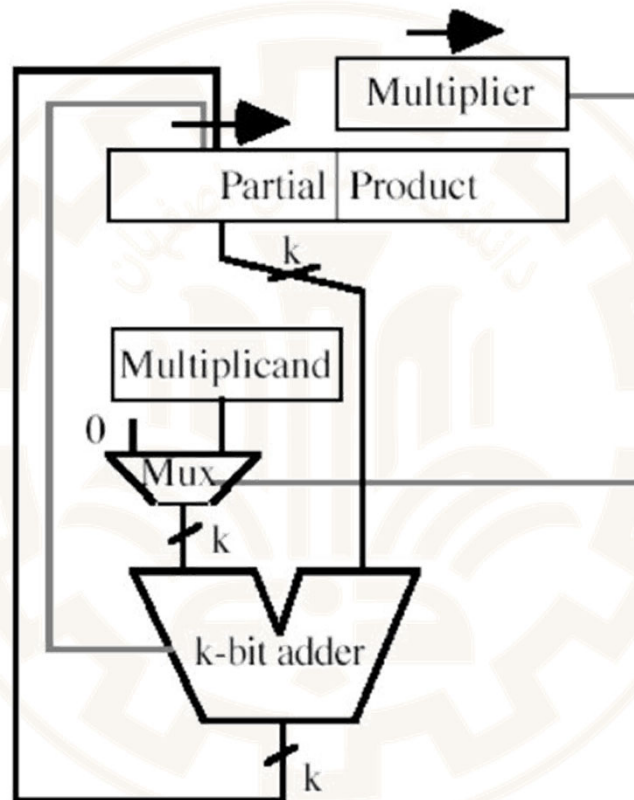 Multiplier
Partial Product
k
Multiplicand
0
Mux
k
k-bit adder
k